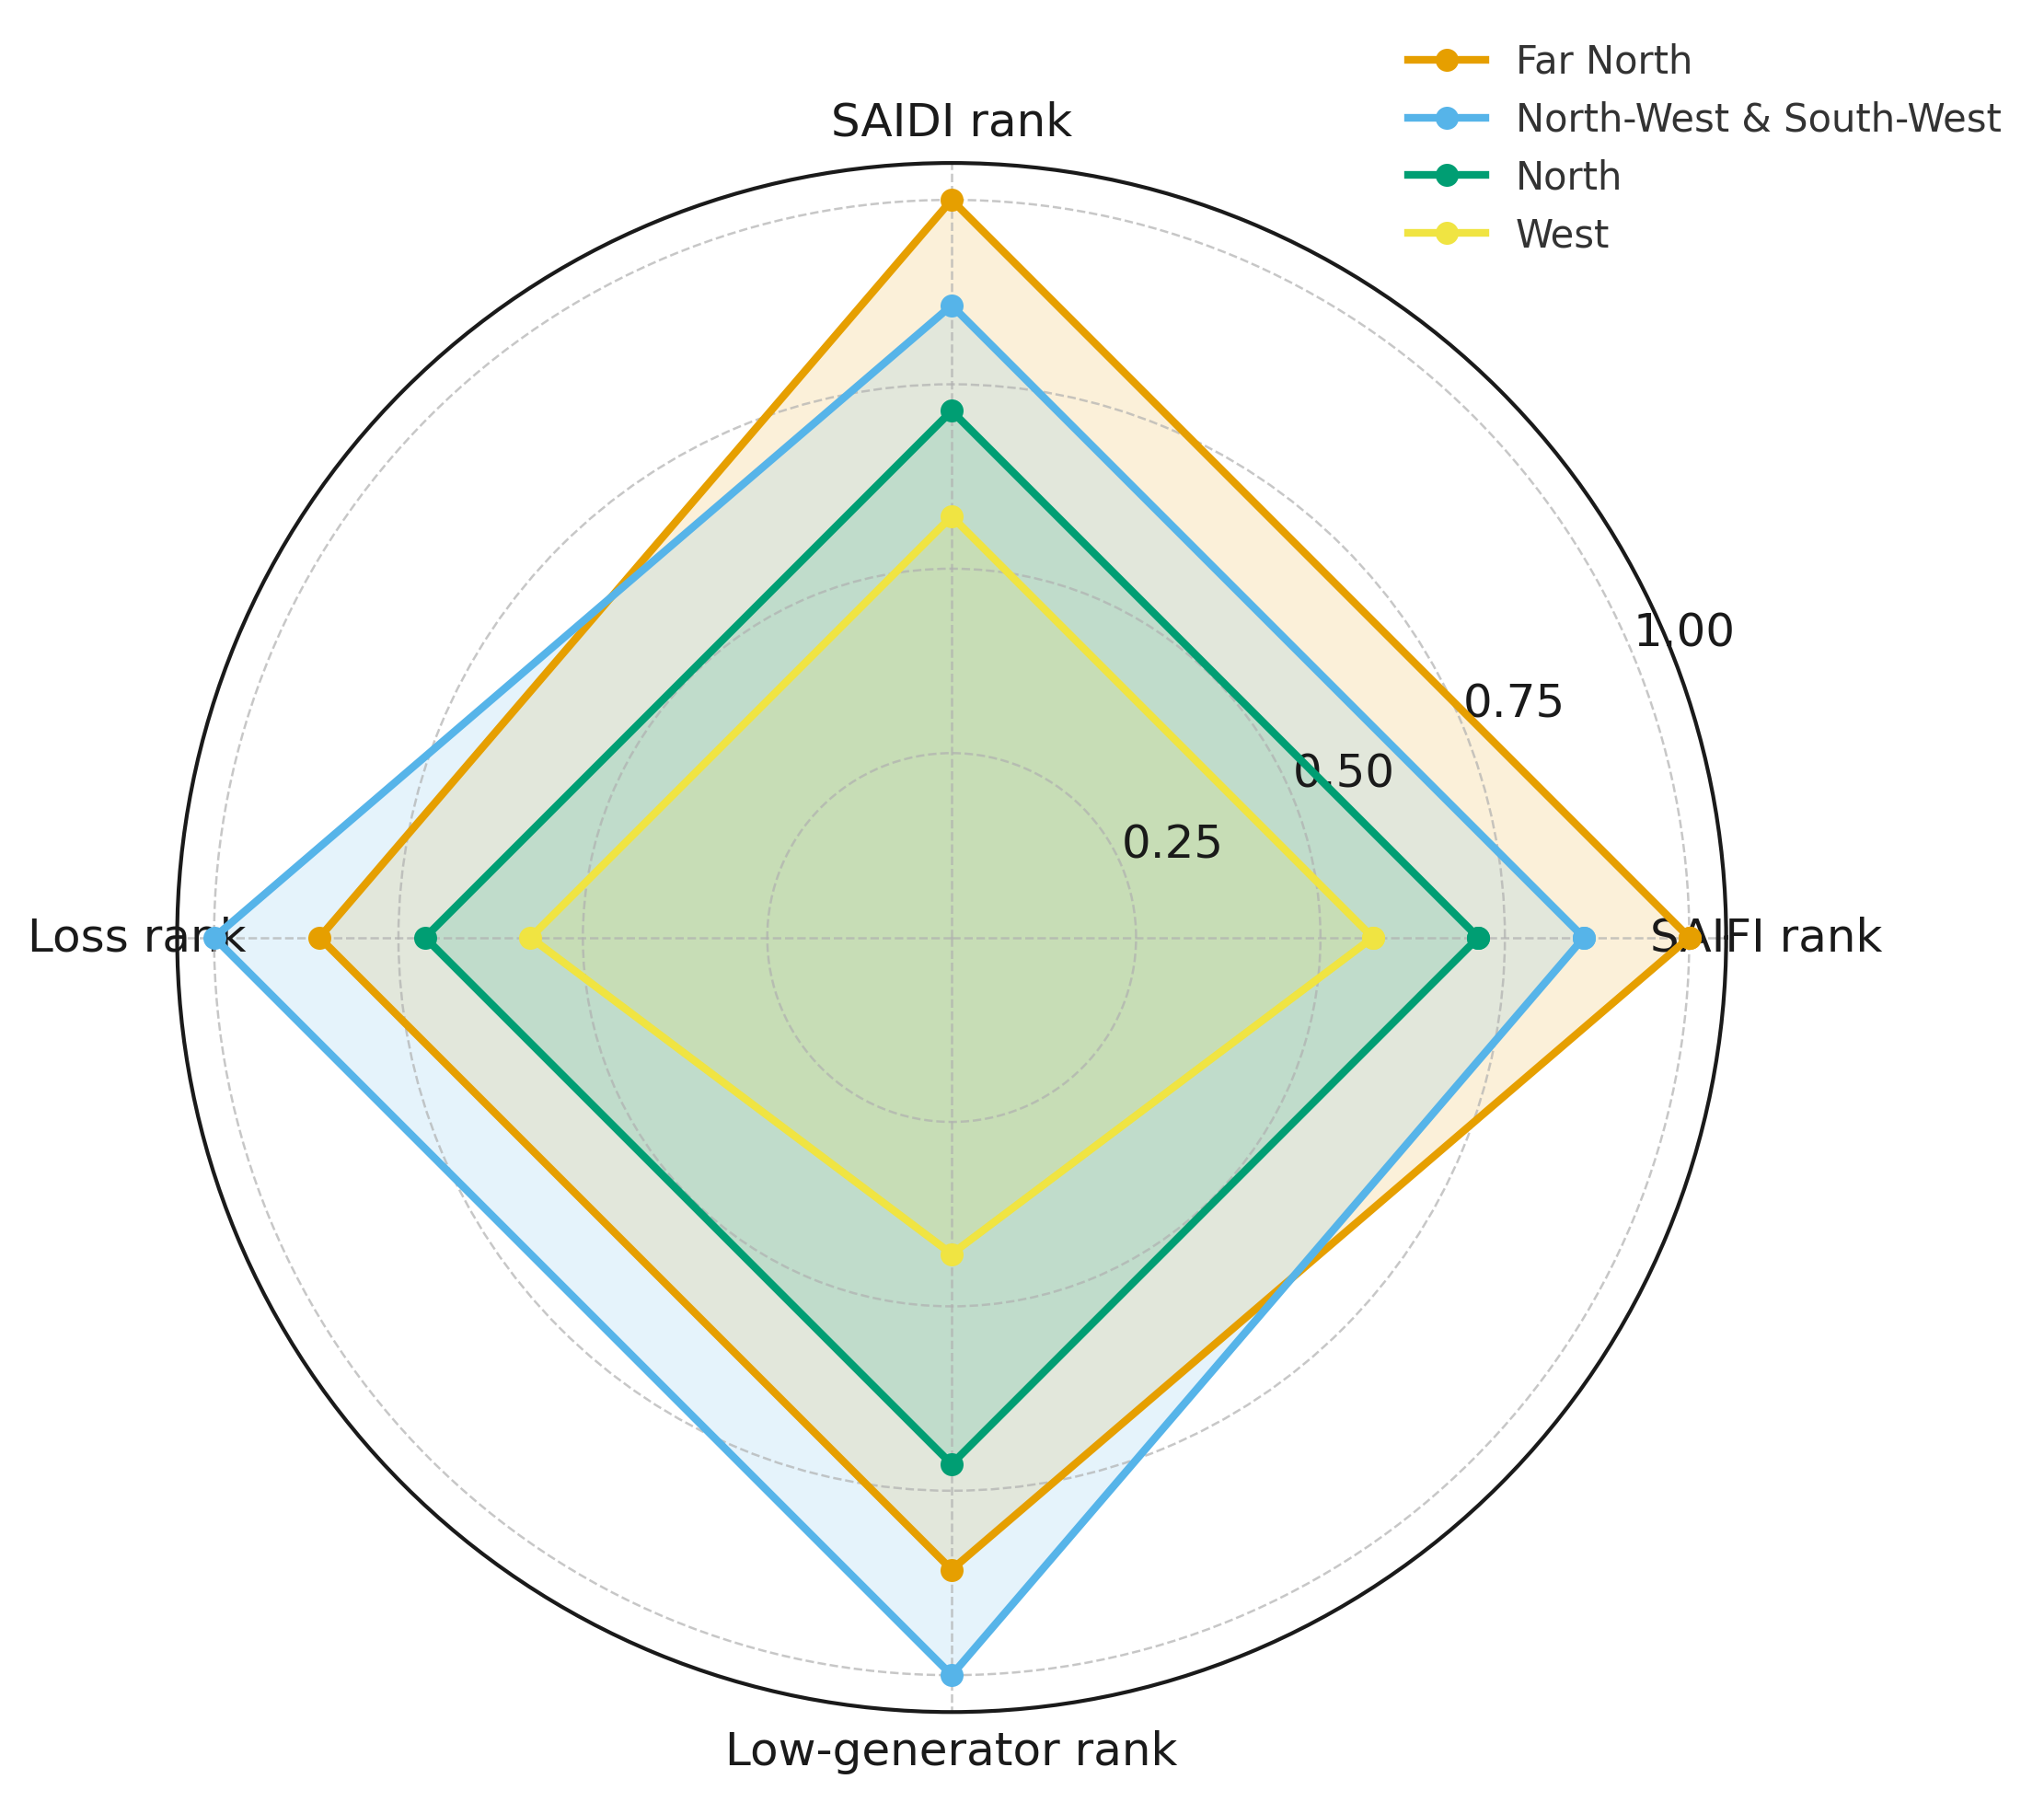 Far North
North-West & South-West
North
West
SAIDI rank
1.00
0.75
0.50
0.25
Loss rank
SAIFI rank
Low-generator rank